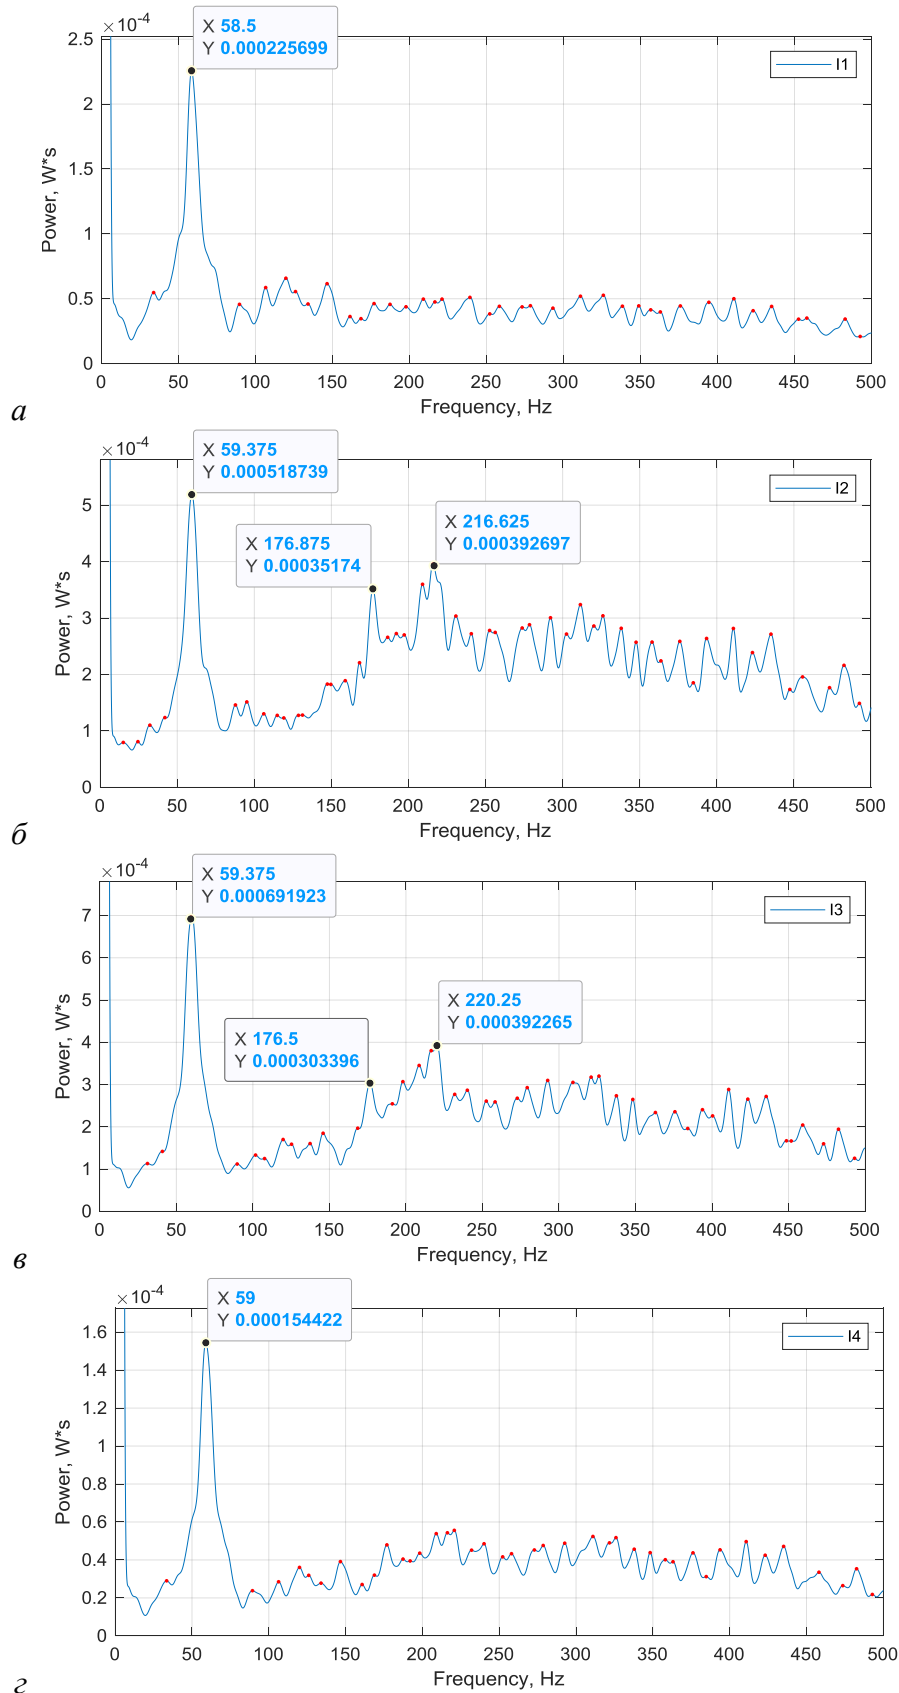 ×10-4
X 58.5
Y 0.000225699
I1
2.5
2
1.5
1
0.5
0
Power, W*s
0 50 100 150 200 250 300 350 400 450 500
Frequency, Hz
а
×10-4
X 59.375
Y 0.000518739
X 176.875
Y 0.00035174
X 216.625
Y 0.000392697
I2
5
4
3
2
1
0
Power, W*s
0 50 100 150 200 250 300 350 400 450 500
Frequency, Hz
б
×10-4
X 59.375
Y 0.000691923
X 176.5
Y 0.000303396
X 220.25
Y 0.000392265
I3
7
6
5
4
3
2
1
0
Power, W*s
0 50 100 150 200 250 300 350 400 450 500
Frequency, Hz
в
×10-4
X 59
Y 0.000154422
I4
1.6
1.4
1.2
1
0.8
0.6
0.4
0.2
0
Power, W*s
0 50 100 150 200 250 300 350 400 450 500
Frequency, Hz
г